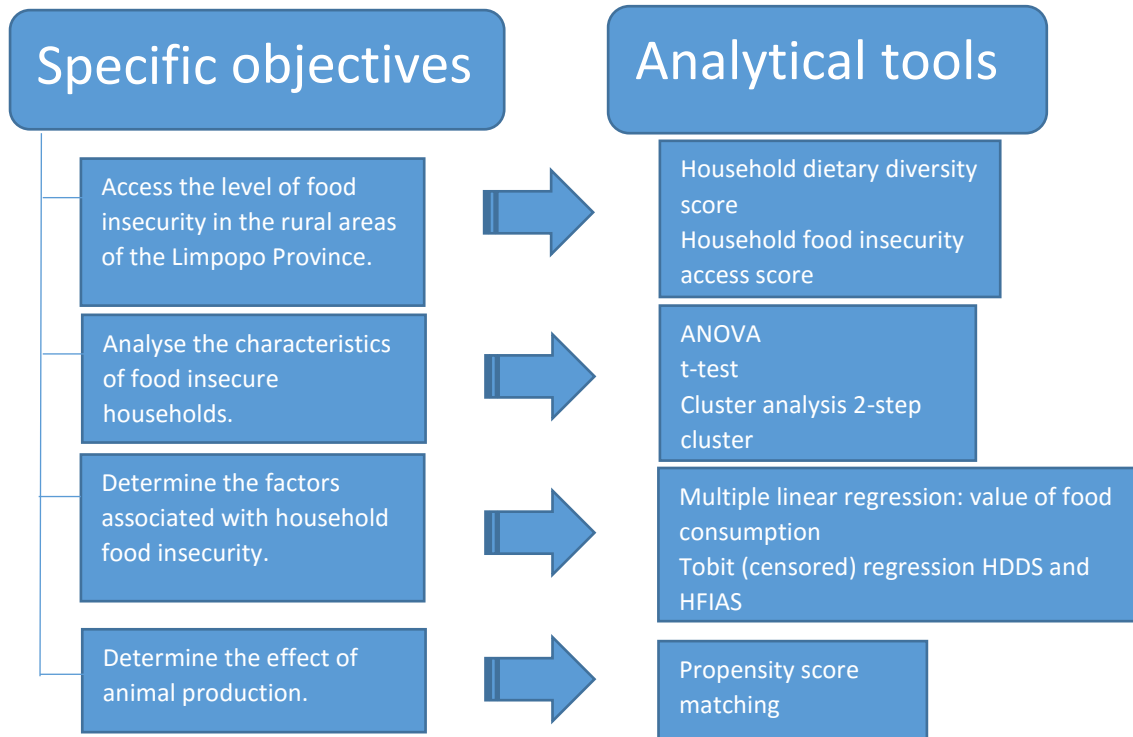 Specific objectives
Analytical tools
Access the level of food
insecurity in the rural areas
of the Limpopo Province.
Household dietary diversity
score
Household food insecurity
access score
Analyse the characteristics
of food insecure
households.
ANOVA
t-test
Cluster analysis 2-step
cluster
Determine the factors
associated with household
food insecurity.
Multiple linear regression: value of food
consumption
Tobit (censored) regression HDDS and
HFIAS
Determine the effect of
animal production.
Propensity score
matching